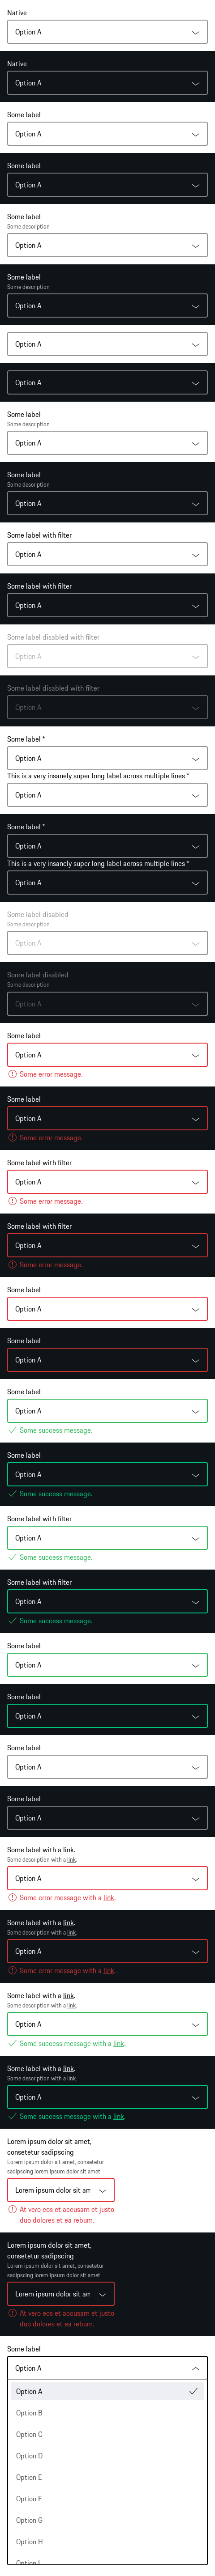 Native
Option A
Native
Option A
Some label
Option A
Some label
Option A
Some label
Some description
Option A
Some label
Some description
Option A
Option A
Option A
Some label
Some description
Option A
Some label
Some description
Option A
Some label with filter
Option A
Some label with filter
Option A
Some label disabled with filter
Option A
Some label disabled with filter
Option A
Some label *
Option A
This is a very insanely super long label across multiple lines *
Option A
Some label *
Option A
This is a very insanely super long label across multiple lines *
Option A
Some label disabled
Some description
Option A
Some label disabled
Some description
Option A
Some label
Option A
Some error message.
Some label
Option A
Some error message.
Some label with filter
Option A
Some error message.
Some label with filter
Option A
Some error message.
Some label
Option A
Some label
Option A
Some label
Option A
Some success message.
Some label
Option A
Some success message.
Some label with filter
Option A
Some success message.
Some label with filter
Option A
Some success message.
Some label
Option A
Some label
Option A
Some label
Option A
Some label
Option A
Some label with a link.
Some description with a link.
Option A
Some error message with a link.
Some label with a link.
Some description with a link.
Option A
Some error message with a link.
Some label with a link.
Some description with a link.
Option A
Some success message with a link.
Some label with a link.
Some description with a link.
Option A
Some success message with a link.
Lorem ipsum dolor sit amet,
consetetur sadipscing
Lorem ipsum dolor sit amet, consetetur
sadipscing lorem ipsum dolor sit amet
Lorem ipsum dolor sit am
At vero eos et accusam et justo
duo dolores et ea rebum.
Lorem ipsum dolor sit amet,
consetetur sadipscing
Lorem ipsum dolor sit amet, consetetur
sadipscing lorem ipsum dolor sit amet
Lorem ipsum dolor sit am
At vero eos et accusam et justo
duo dolores et ea rebum.
Some label
Option A
Option A
Option B
Option C
Option D
Option E
Option F
Option G
Option H
Option I